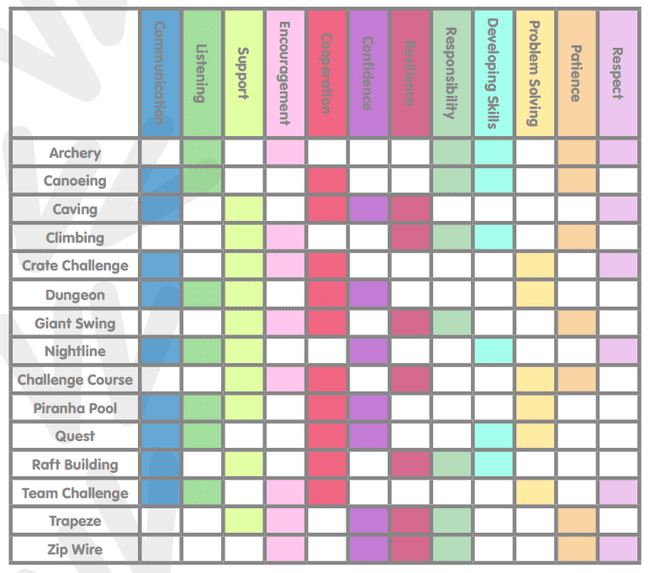 Communication
Listening
Support
Encouragement
Cooperation
Confidence
Resilience
Responsibility
Developing Skills
Problem Solving
Patience
Respect
Archery
Canoeing
Caving
Climbing
Crate Challenge
Dungeon
Giant Swing
Nightline
Challenge Course
Piranha Pool
Quest
Raft Building
Team Challenge
Trapeze
Zip Wire